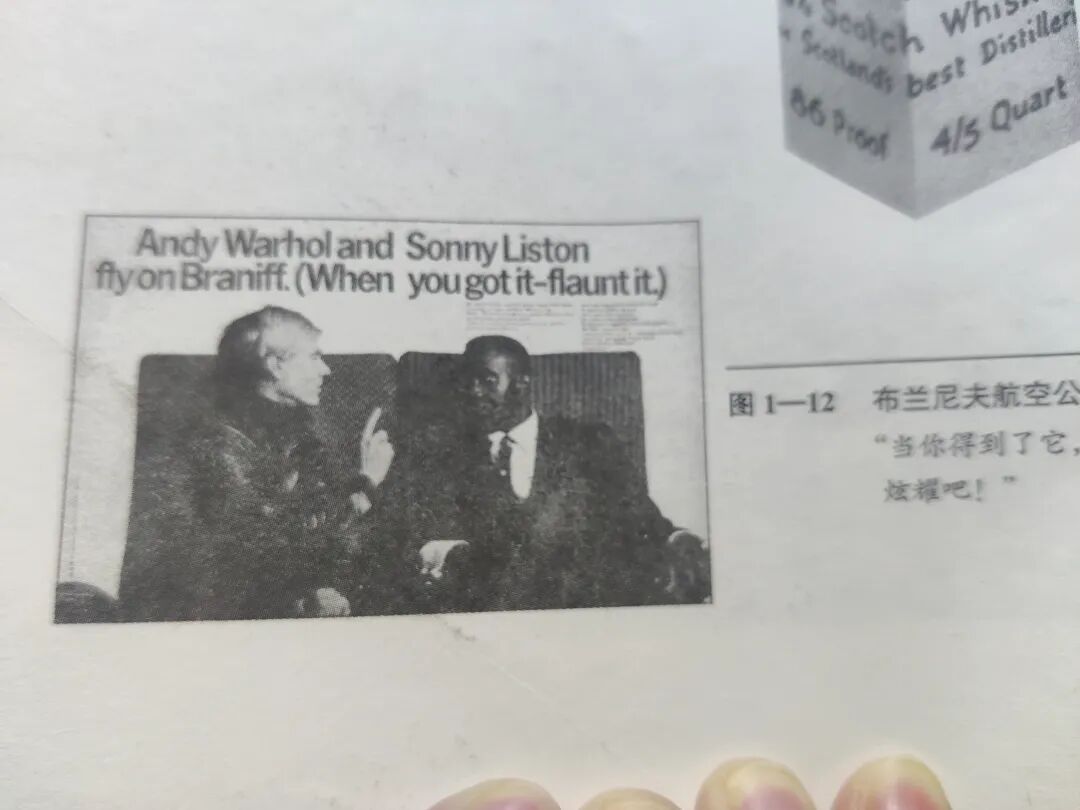 Scotch Whisk
Scotland's best Distiller
86 Proof 4/5 Quart
Andy Warhol and Sonny Liston
fly on Braniff. (When you got it-flaunt it.)
图 1—12 布兰尼夫航空公
“当你得到了它，
炫耀吧！”